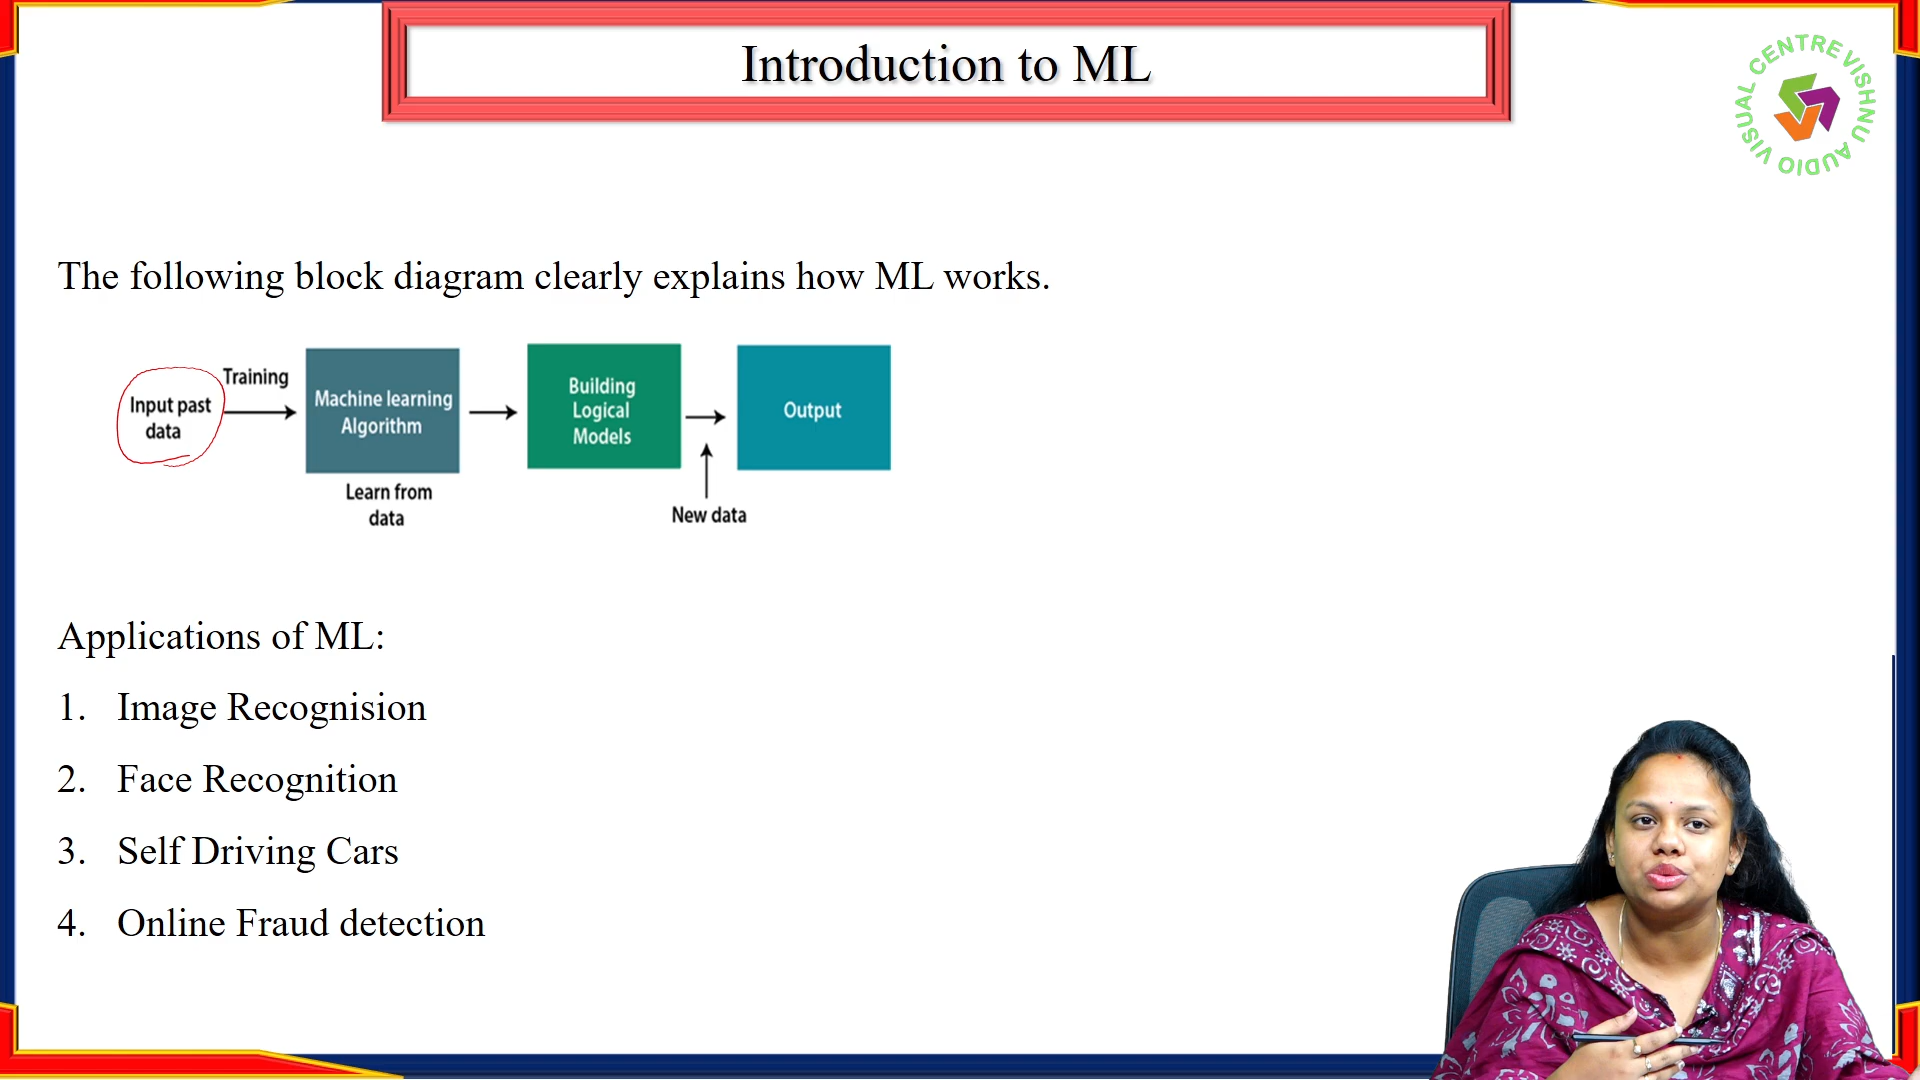 Introduction to ML
VISHNU AUDIO VISUAL CENTRE
The following block diagram clearly explains how ML works.
Input past
data
Training
Machine learning
Algorithm
Learn from
data
Building
Logical
Models
New data
Output
Applications of ML:
1. Image Recognision
2. Face Recognition
3. Self Driving Cars
4. Online Fraud detection